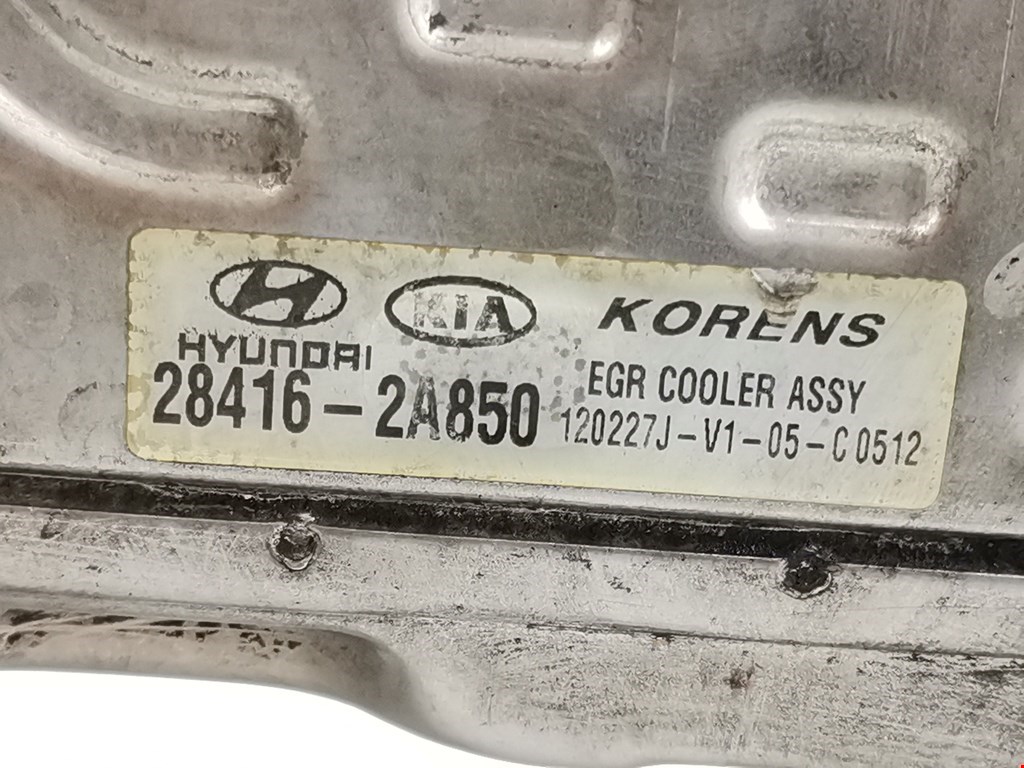 HYUNDAI
KIA
KORENS
28416-2A850
EGR COOLER ASSY
120227J-V1-05-C0512